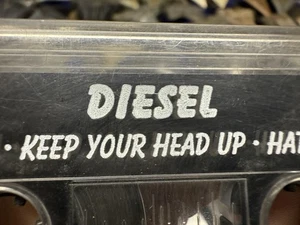 DIESEL
· KEEP YOUR HEAD UP ·